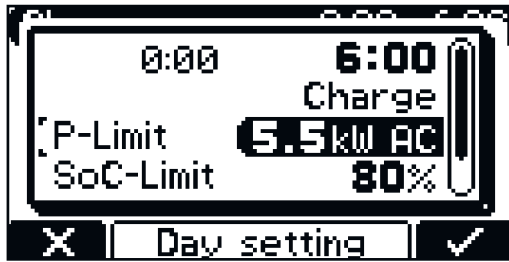 0:00 6:00
Charge
P-Limit 5.5kW AC
SoC-Limit 80%
Day setting